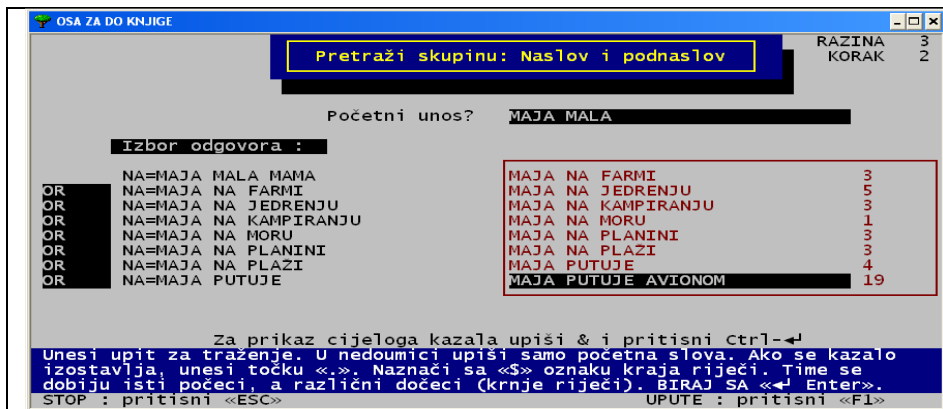 OSA ZA DO KNJIGE
Pretraži skupinu: Naslov i podnaslov
RAZINA 3
KORAK 2
Početni unos? MAJA MALA
Izbor odgovora :
NA=MAJA MALA MAMA MAJA NA FARMI 3
OR NA=MAJA NA FARMI MAJA NA JEDRENJU 5
OR NA=MAJA NA JEDRENJU MAJA NA KAMPIRANJU 3
OR NA=MAJA NA KAMPIRANJU MAJA NA MORU 1
OR NA=MAJA NA MORU MAJA NA PLANINI 3
OR NA=MAJA NA PLANINI MAJA NA PLAŽI 3
OR NA=MAJA NA PLAŽI MAJA PUTUJE 4
OR NA=MAJA PUTUJE MAJA PUTUJE AVIONOM 19
Za prikaz cijeloga kazala upiši & i pritisni Ctrl-◄┘
Unesi upit za traženje. U nedoumici upiši samo početna slova. Ako se kazalo
izostavlja, unesi točku «.». Naznači sa «$» oznaku kraja riječi. Time se
dobiju isti počeci, a različni dočeci (krnje riječi). BIRAJ SA «◄┘ Enter».
STOP : pritisni «ESC» UPUTE : pritisni «F1»